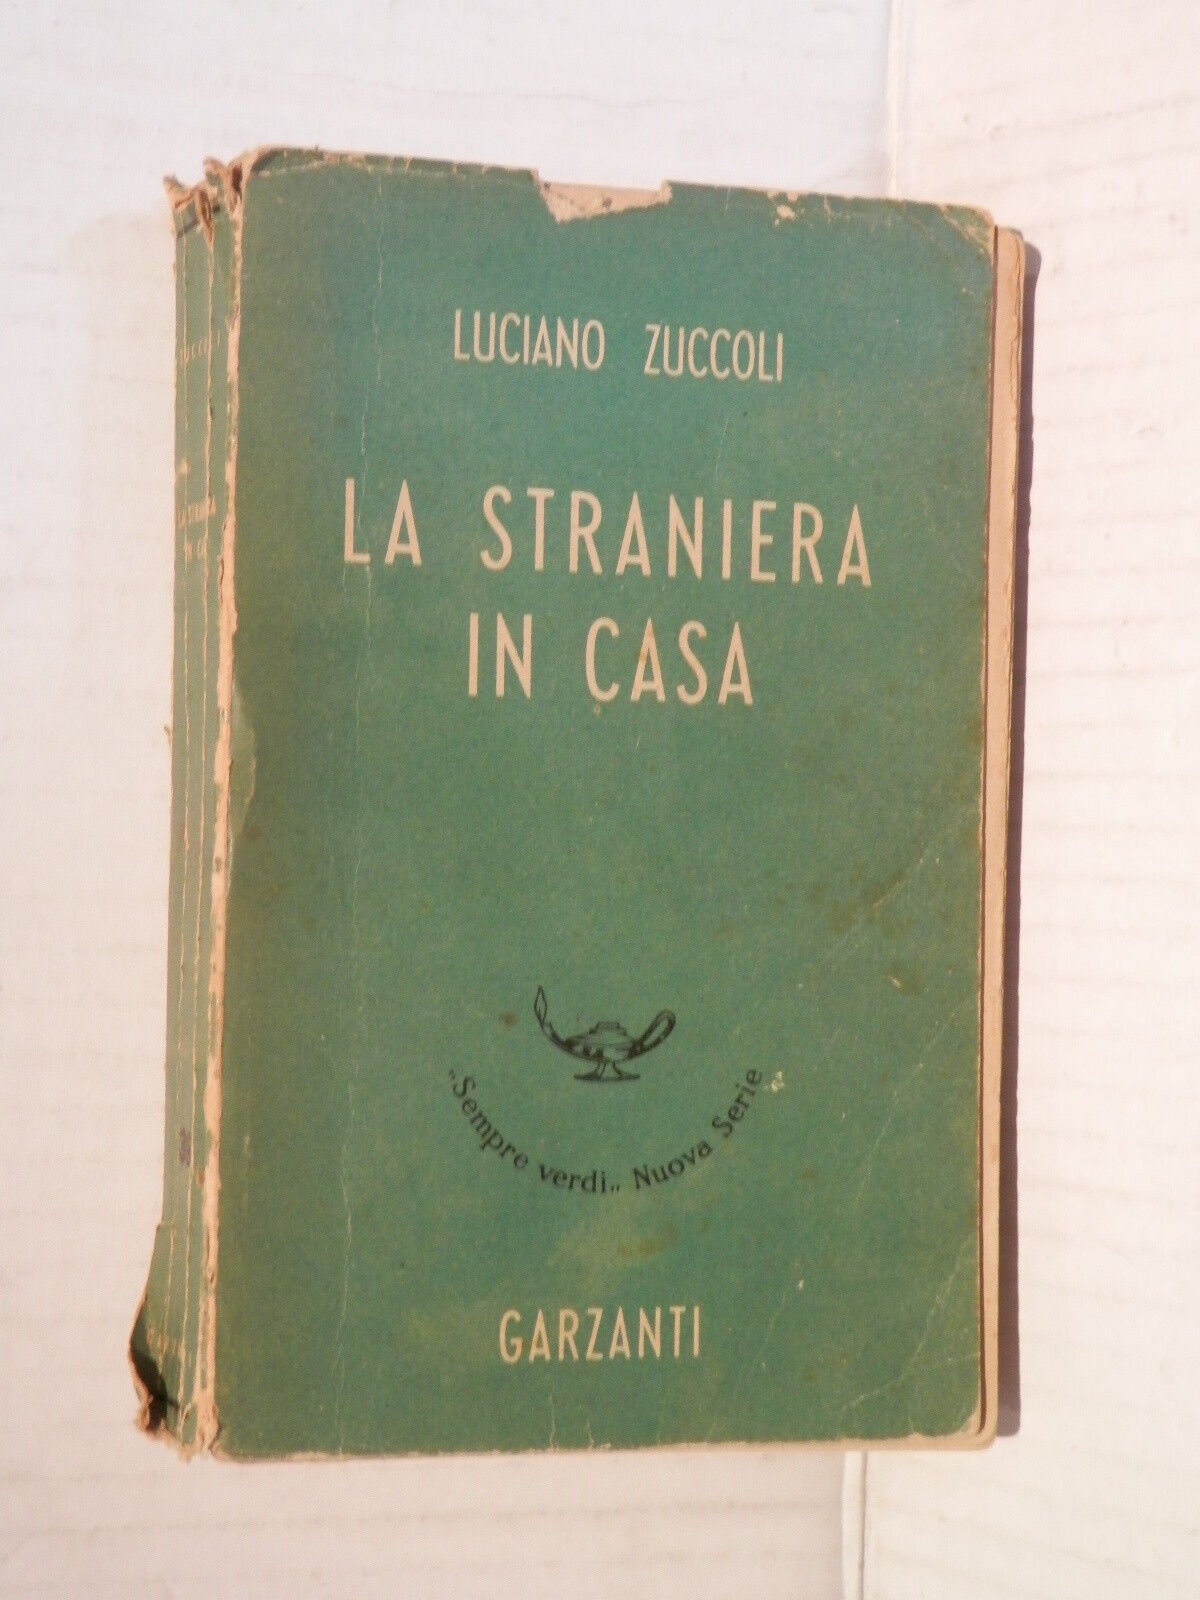 LUCIANO ZUCCOLI
LA STRANIERA
IN CASA
„Sempre verdi„ Nuova Serie
GARZANTI